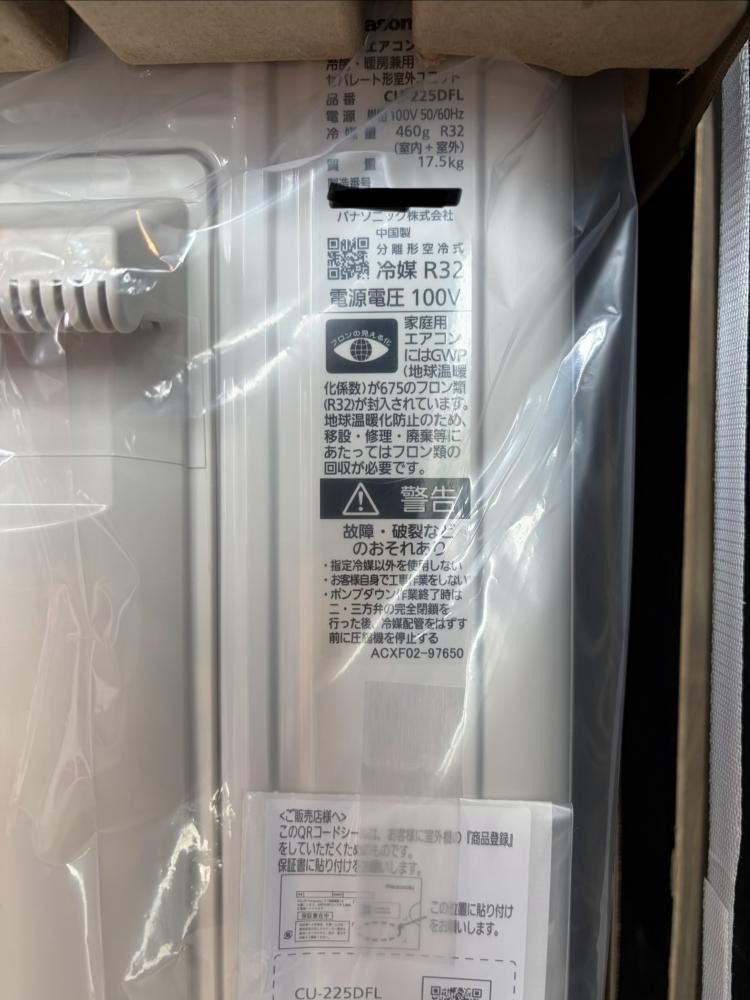 asonic
エアコン
冷房・暖房兼用
セパレート形室外ユニット
品番 CU-225DFL
電源 単相100V 50/60Hz
冷媒量 460g R32
(室内+室外)
質量 17.5kg
製造番号
パナソニック株式会社
中国製
分離形空冷式
冷媒 R32
電源電圧 100V
フロンの見える化
家庭用
エアコン
にはGWP
(地球温暖
化係数)が675のフロン類
(R32)が封入されています。
地球温暖化防止のため、
移設・修理・廃棄等に
あたってはフロン類の
回収が必要です。
警告
故障・破裂など
のおそれあり
・指定冷媒以外を使用しない
・お客様自身で工事作業をしない
・ポンプダウン作業終了時は
二・三方弁の完全閉鎖を
行った後、冷媒配管をはずす
前に圧縮機を停止する
ACXF02-97650
<ご販売店様へ>
このQRコードシールは、お客様に室外機の『商品登録』
をしていただくためのものです。
保証書に貼り付けをお願いします。
Panasonic
この位置に貼り付け
をお願いします。
CU-225DFL